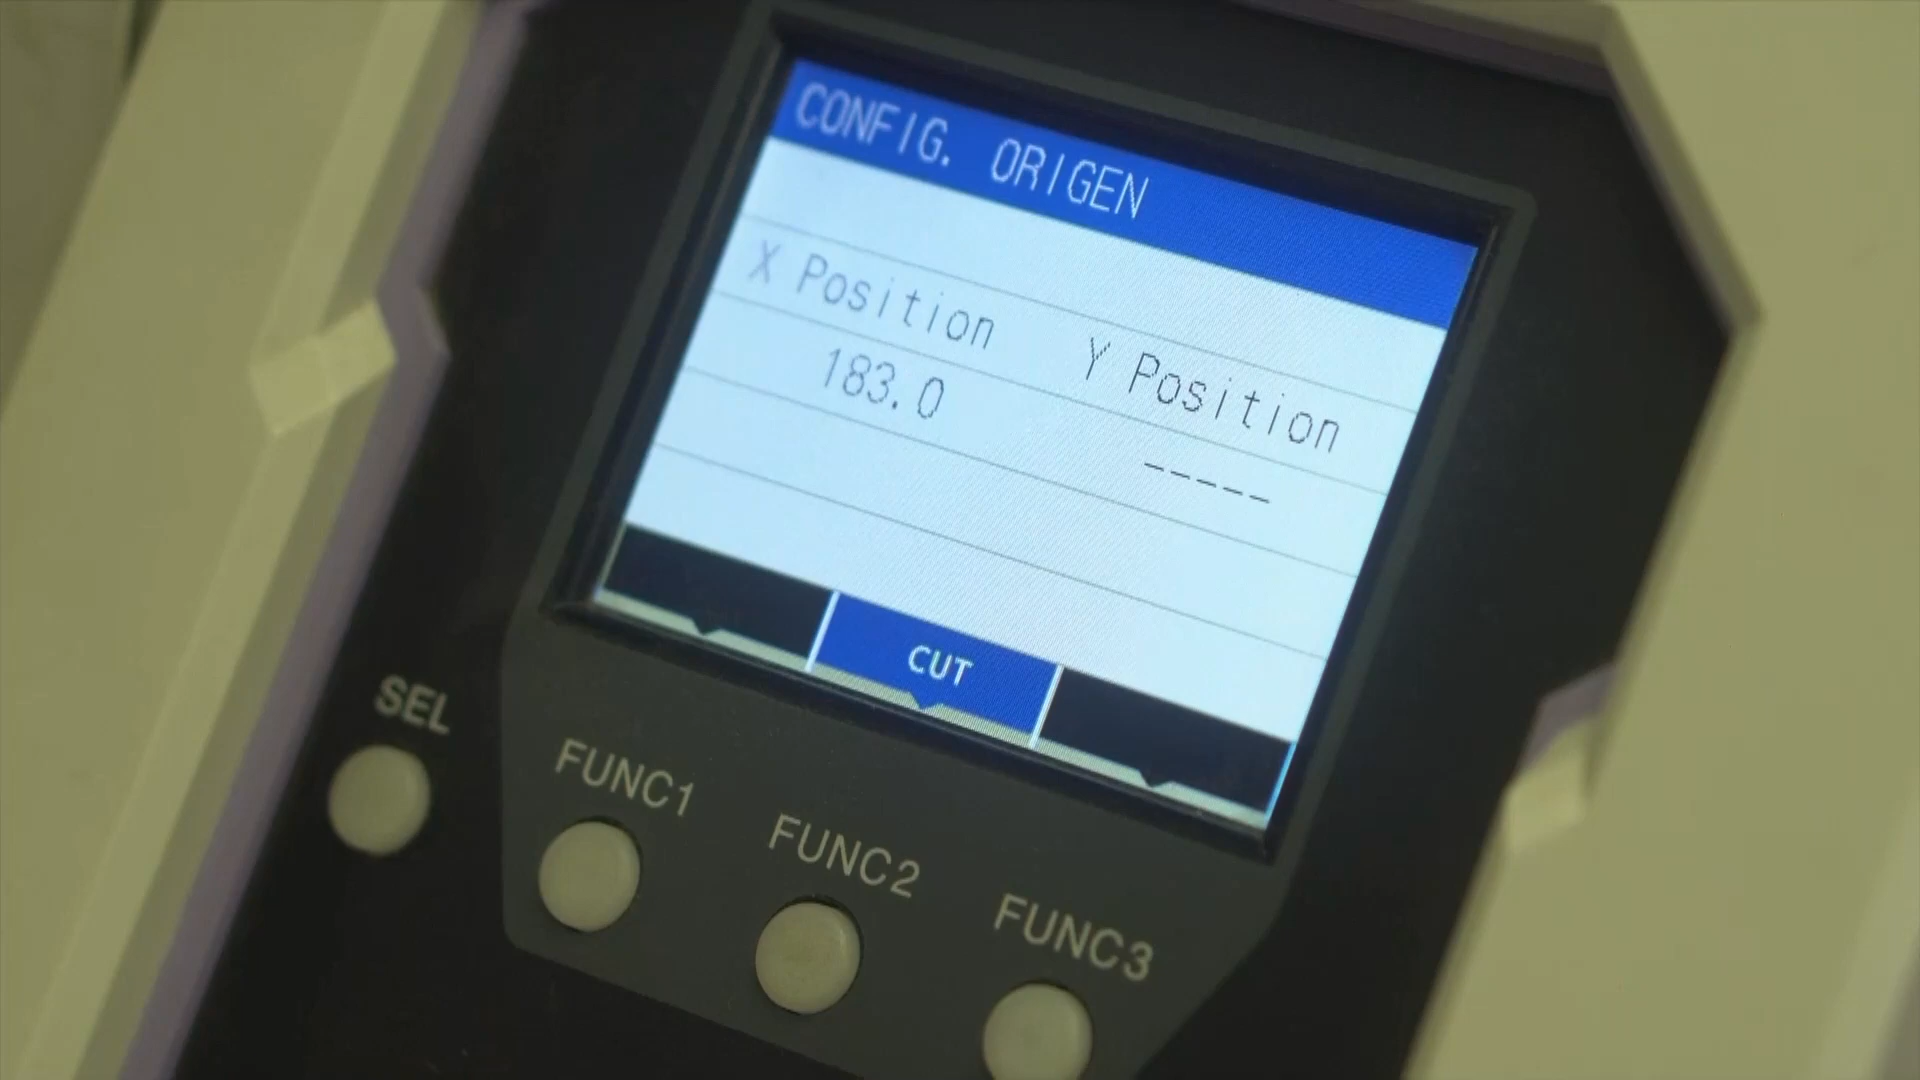 CONFIG. ORIGEN
X Position Y Position
183.0 -----
CUT
SEL
FUNC1
FUNC2
FUNC3